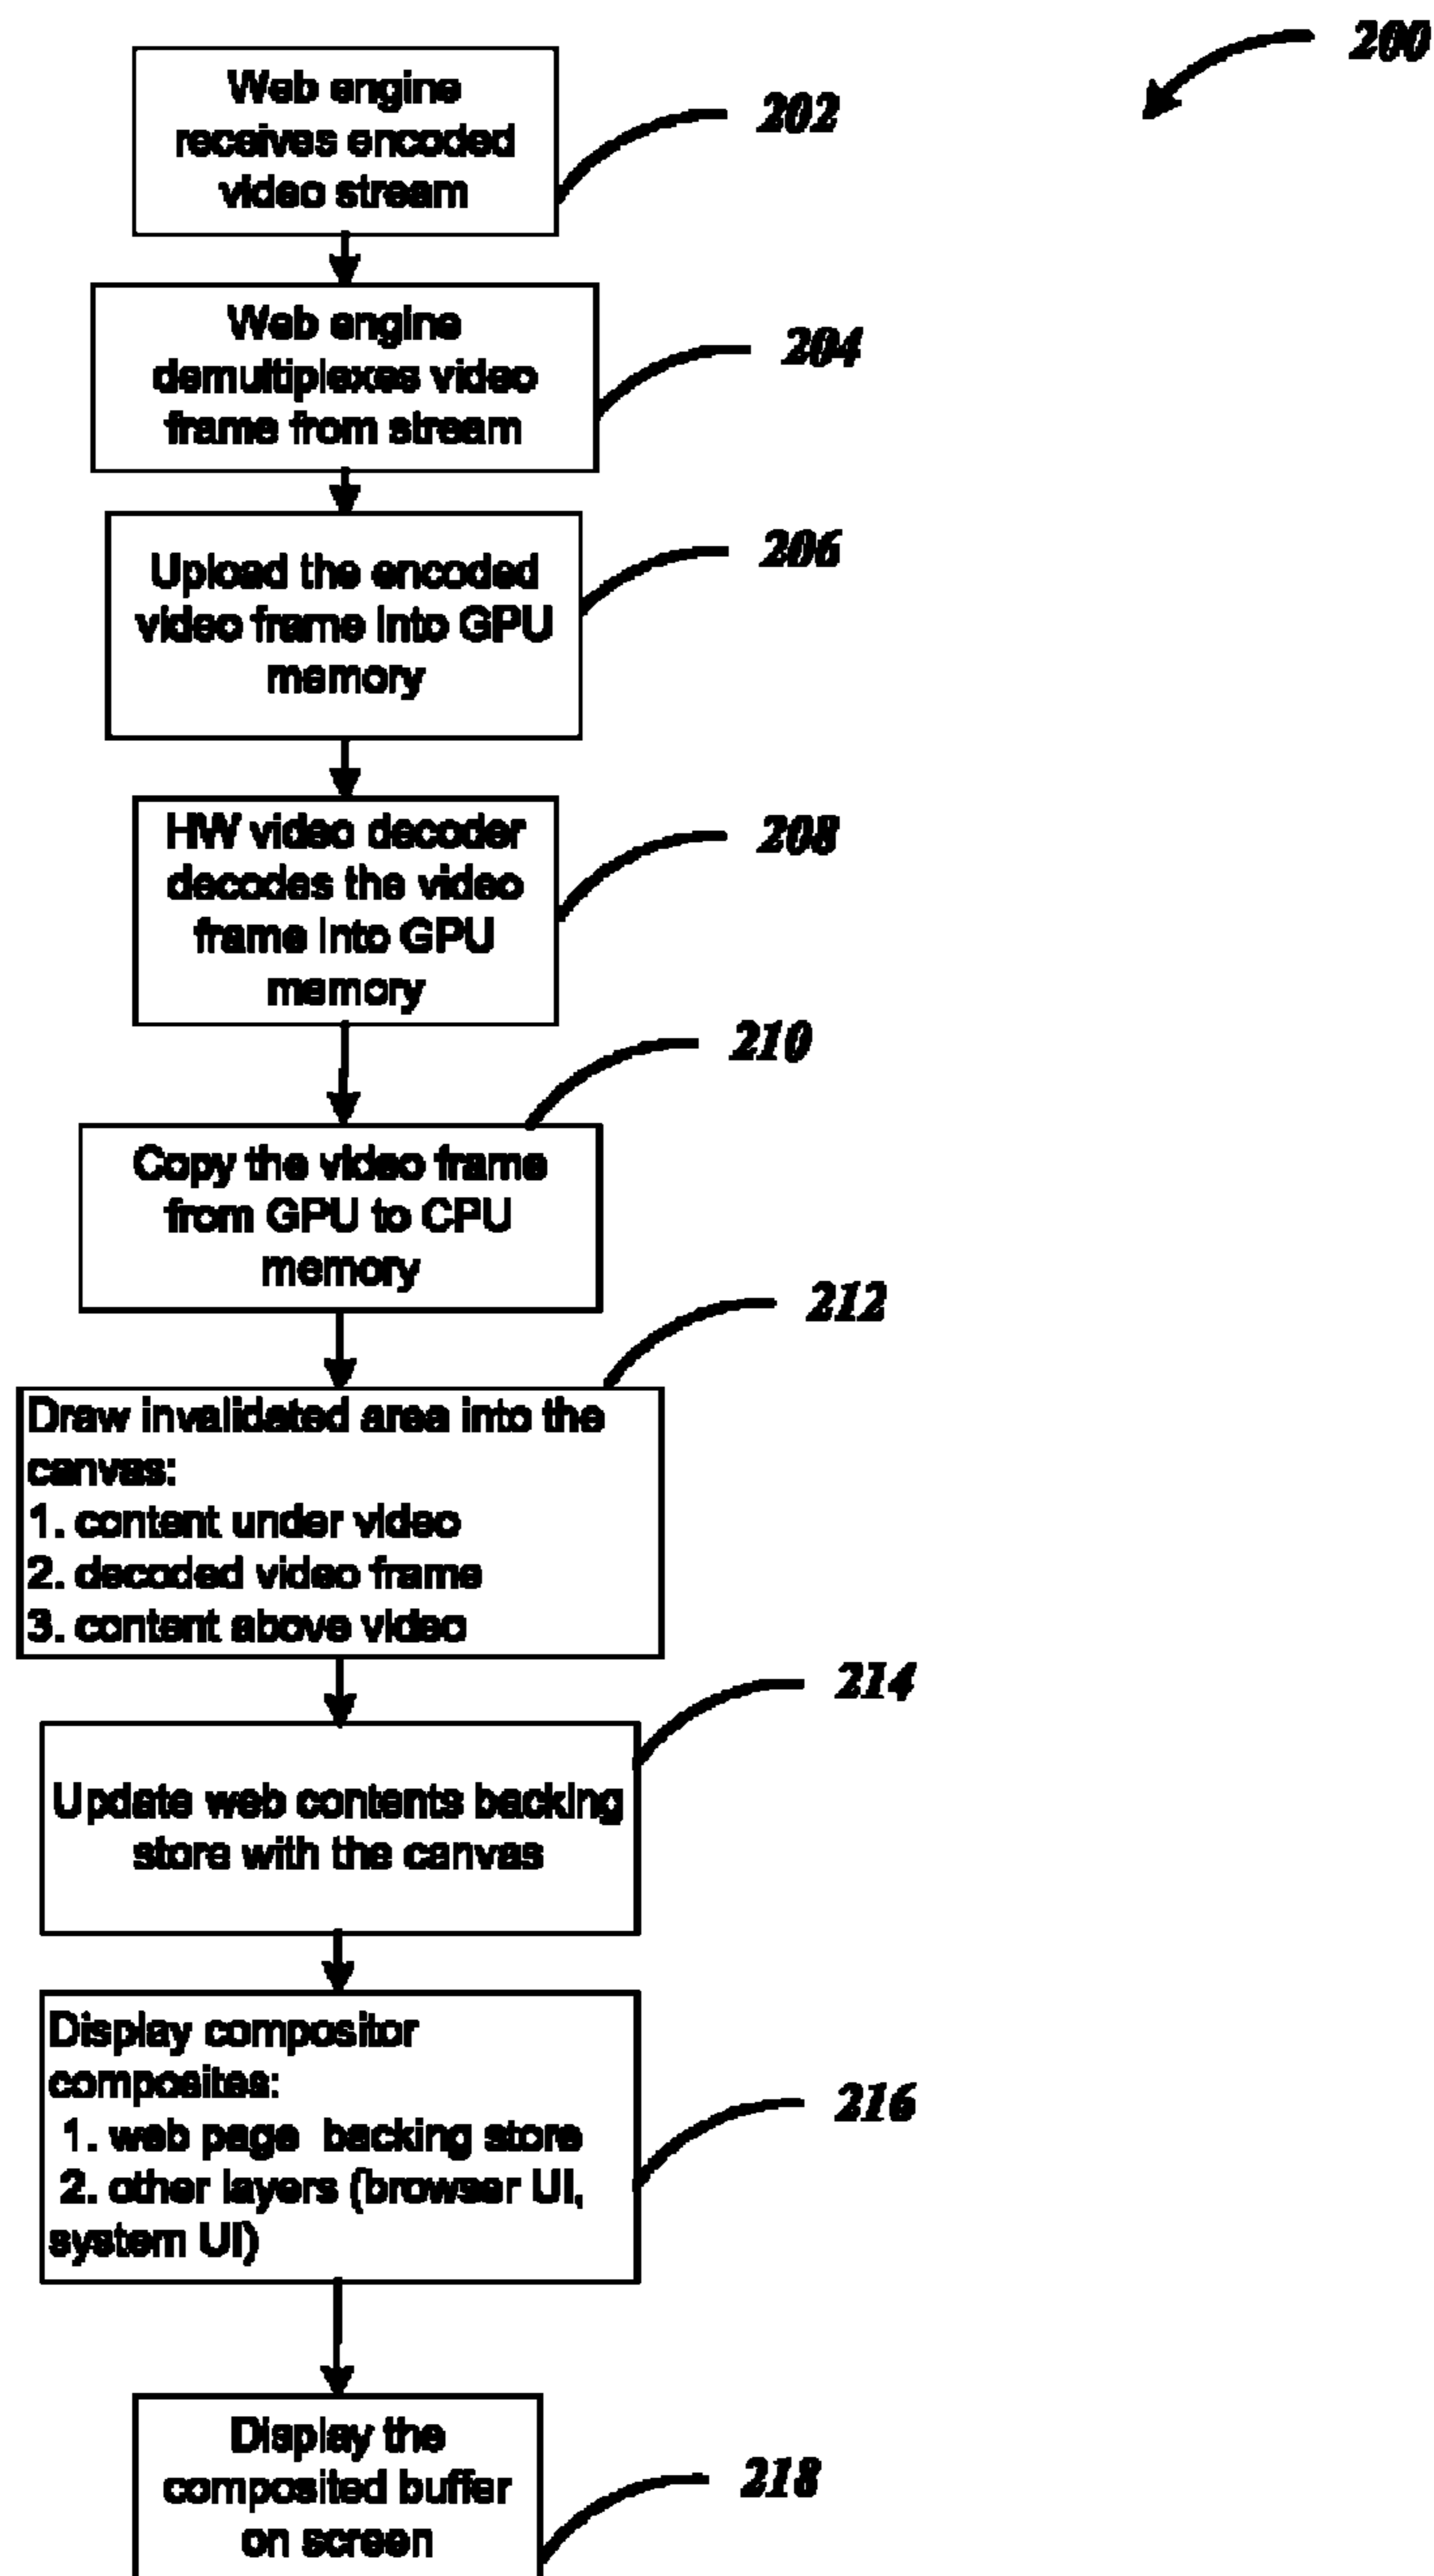 200
Web engine
receives encoded
video stream
202
Web engine
demultiplexes video
frame from stream
204
Upload the encoded
video frame into GPU
memory
206
HW video decoder
decodes the video
frame into GPU
memory
208
210
Copy the video frame
from GPU to CPU
memory
212
Draw invalidated area into the
canvas:
1. content under video
2. decoded video frame
3. content above video
214
Update web contents backing
store with the canvas
Display compositor
composites:
1. web page backing store
2. other layers (browser UI,
system UI)
216
Display the
composited buffer
on screen
218